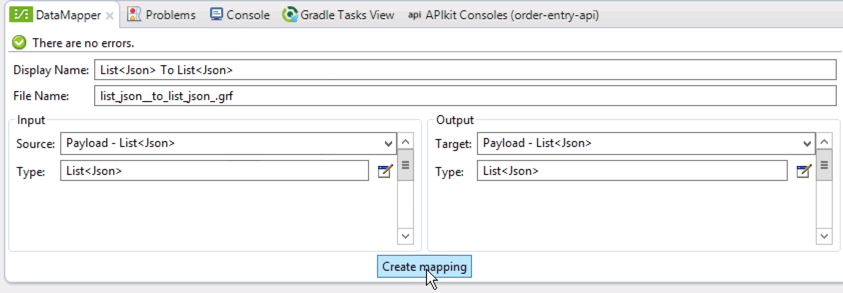 DataMapper Problems Console Gradle Tasks View api APIkit Consoles (order-entry-api)
There are no errors.
Display Name: List<Json> To List<Json>
File Name: list_json__to_list_json_.grf
Input Output
Source: Payload - List<Json> Target: Payload - List<Json>
Type: List<Json> Type: List<Json>
Create mapping